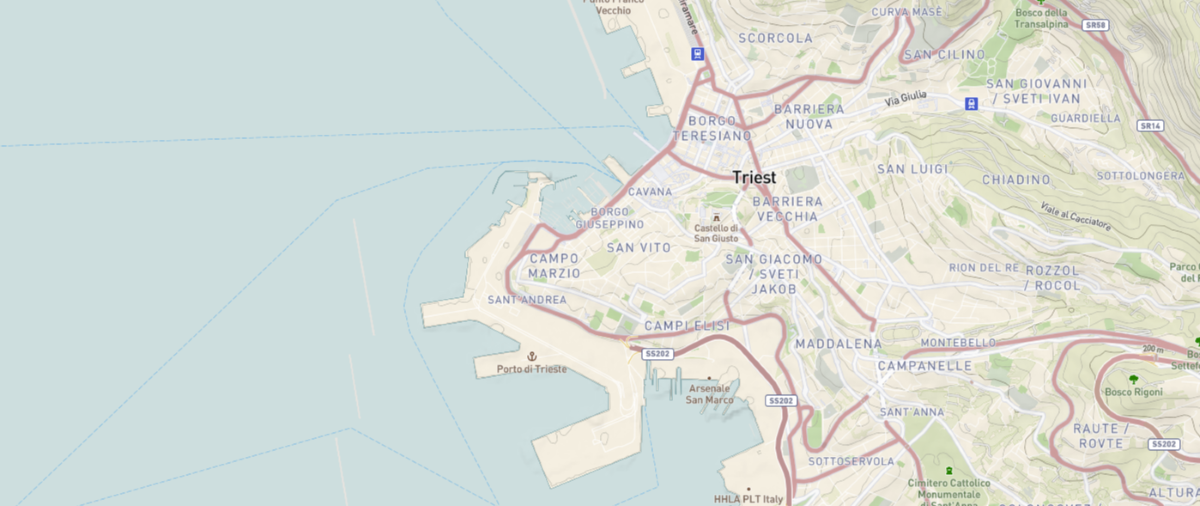 Punto Franco
Vecchio
Miramare
SCORCOLA
CURVA MASÉ
Bosco della
Transalpina
SR58
SAN CILINO
SAN GIOVANNI
/ SVETI IVAN
Via Giulia
BARRIERA
NUOVA
BORGO
TERESIANO
GUARDIELLA
SR14
SAN LUIGI
CHIADINO
SOTTOLONGERA
Triest
CAVANA
BARRIERA
VECCHIA
Viale al Cacciatore
BORGO
GIUSEPPINO
Castello di
San Giusto
SAN VITO
CAMPO
MARZIO
SAN GIACOMO
/ SVETI
JAKOB
RION DEL RE
ROZZOL
/ ROCOL
Parco
del
SANT'ANDREA
CAMPI ELISI
SS202
MADDALENA
MONTEBELLO
200 m
CAMPANELLE
Porto di Trieste
Arsenale
San Marco
Bosco Rigoni
SS202
SANT'ANNA
RAUTE /
ROVTE
SS202
SOTTOSERVOLA
Cimitero Cattolico
Monumentale
di Sant'Anna
HHLA PLT Italy
ALTURA